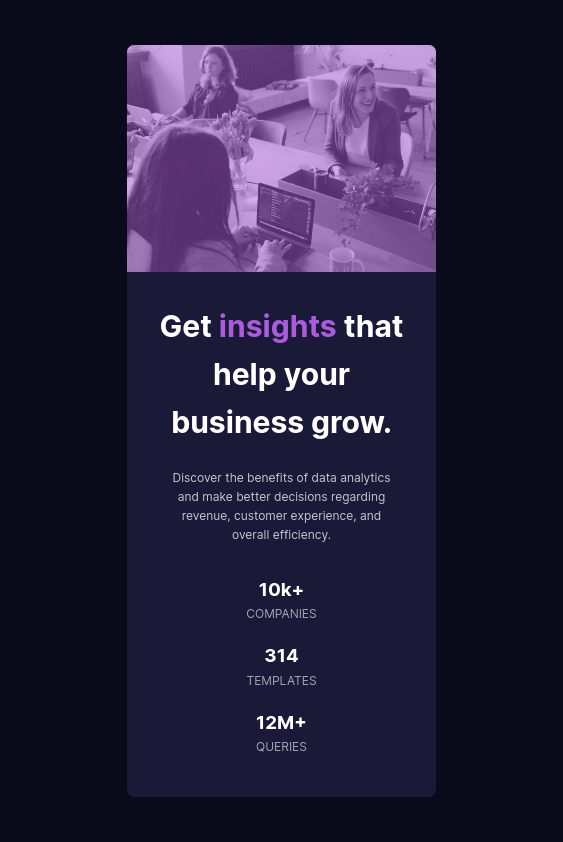 Get insights that
help your
business grow.
Discover the benefits of data analytics
and make better decisions regarding
revenue, customer experience, and
overall efficiency.
10k+
COMPANIES
314
TEMPLATES
12M+
QUERIES